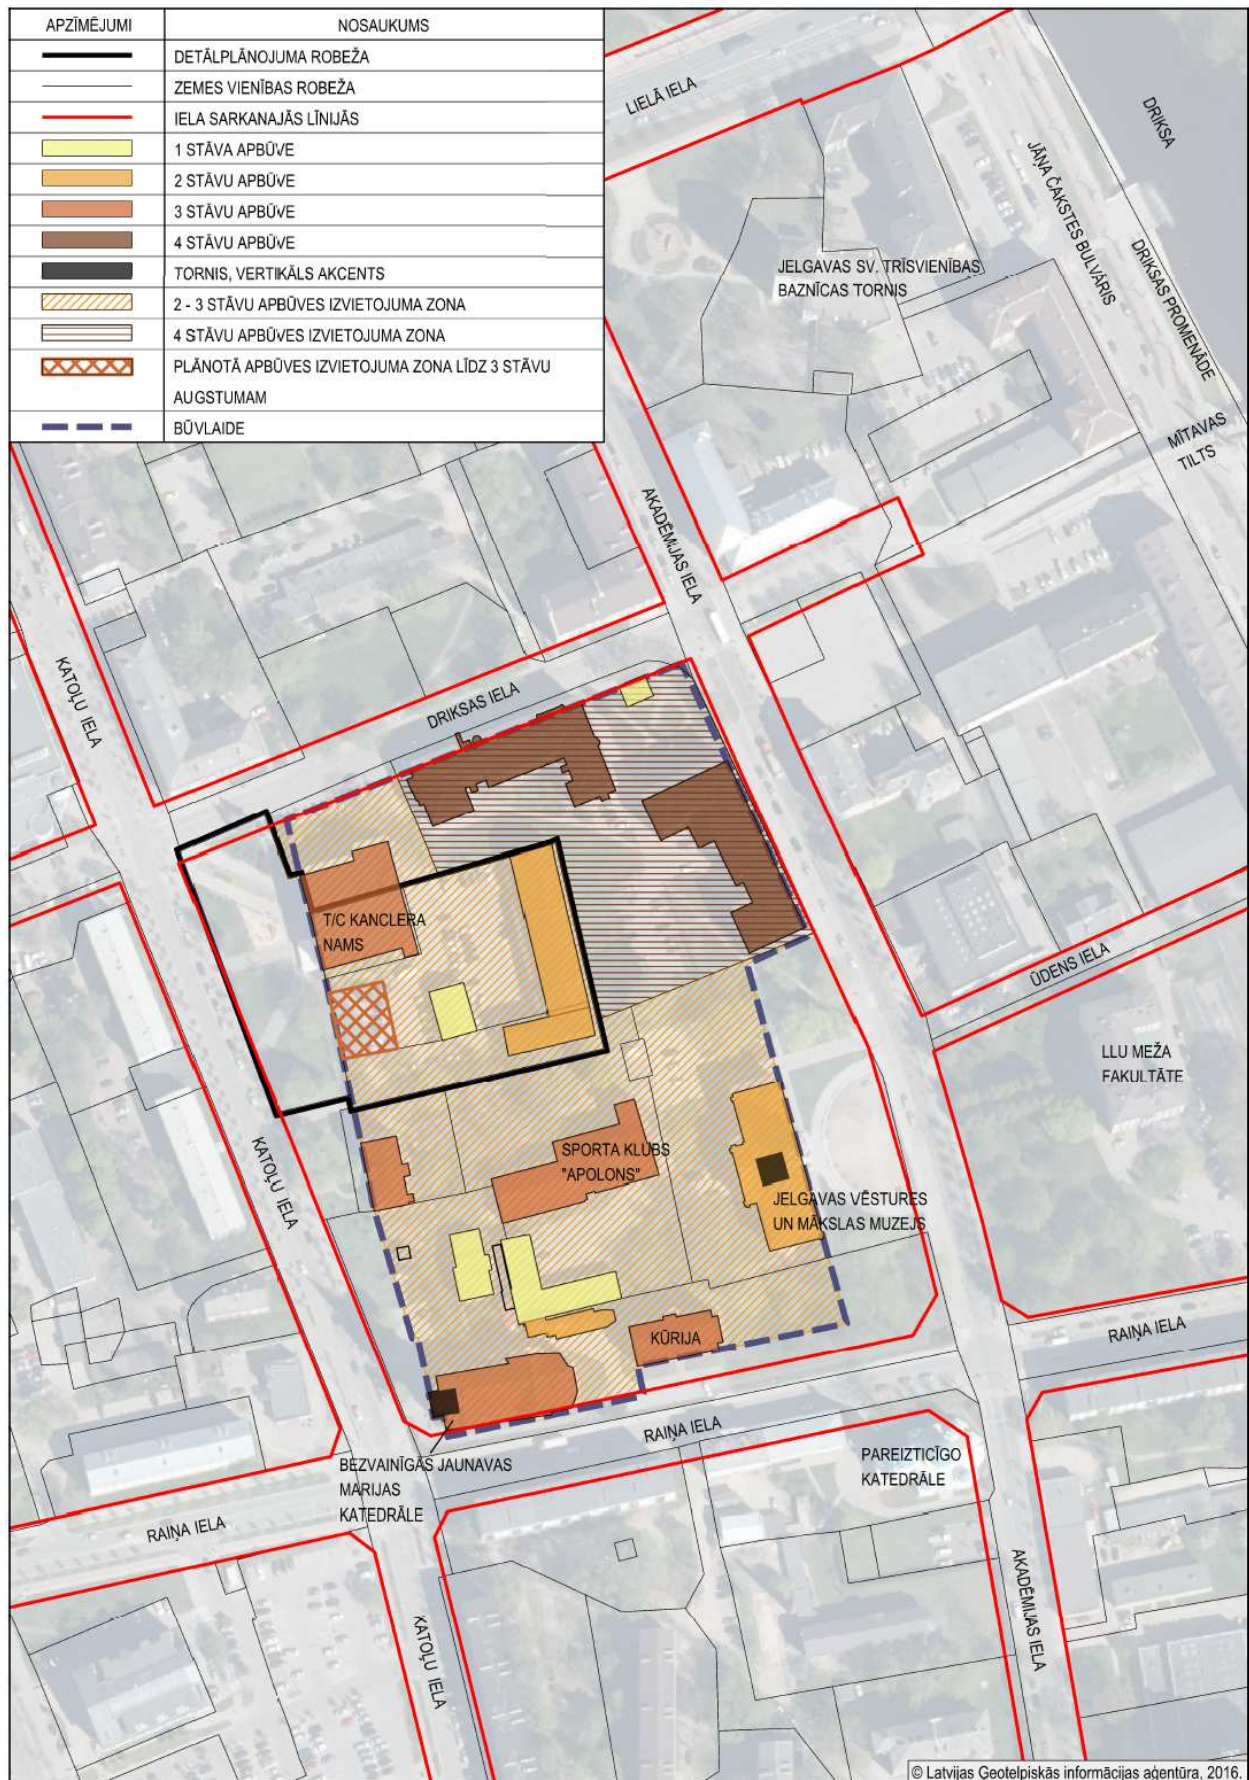 APZĪMĒJUMI
NOSAUKUMS
DETĀLPLĀNOJUMA ROBEŽA
ZEMES VIENĪBAS ROBEŽA
IELA SARKANAJĀS LĪNIJĀS
1 STĀVA APBŪVE
2 STĀVU APBŪVE
3 STĀVU APBŪVE
4 STĀVU APBŪVE
TORNIS, VERTIKĀLS AKCENTS
2 - 3 STĀVU APBŪVES IZVIETOJUMA ZONA
4 STĀVU APBŪVES IZVIETOJUMA ZONA
PLĀNOTĀ APBŪVES IZVIETOJUMA ZONA LĪDZ 3 STĀVU
AUGSTUMAM
BŪVLAIDE
LIELĀ IELA
DRIKSA
JĀŅA ČAKSTES BULVĀRIS
DRIKSAS PROMENĀDE
JELGAVAS SV. TRĪSVIENĪBAS
BAZNĪCAS TORNIS
MĪTAVAS
TILTS
AKADĒMIJAS IELA
KATOĻU IELA
DRIKSAS IELA
T/C KANCLERA
NAMS
ŪDENS IELA
LLU MEŽA
FAKULTĀTE
KATOĻU IELA
SPORTA KLUBS
"APOLONS"
JELGAVAS VĒSTURES
UN MĀKSLAS MUZEJS
KŪRIJA
RAIŅA IELA
RAIŅA IELA
BEZVAINĪGĀS JAUNAVAS
MARIJAS
KATEDRĀLE
PAREIZTICĪGO
KATEDRĀLE
RAIŅA IELA
AKADĒMIJAS IELA
KATOĻU IELA
© Latvijas Ģeotelpiskās informācijas aģentūra, 2016.